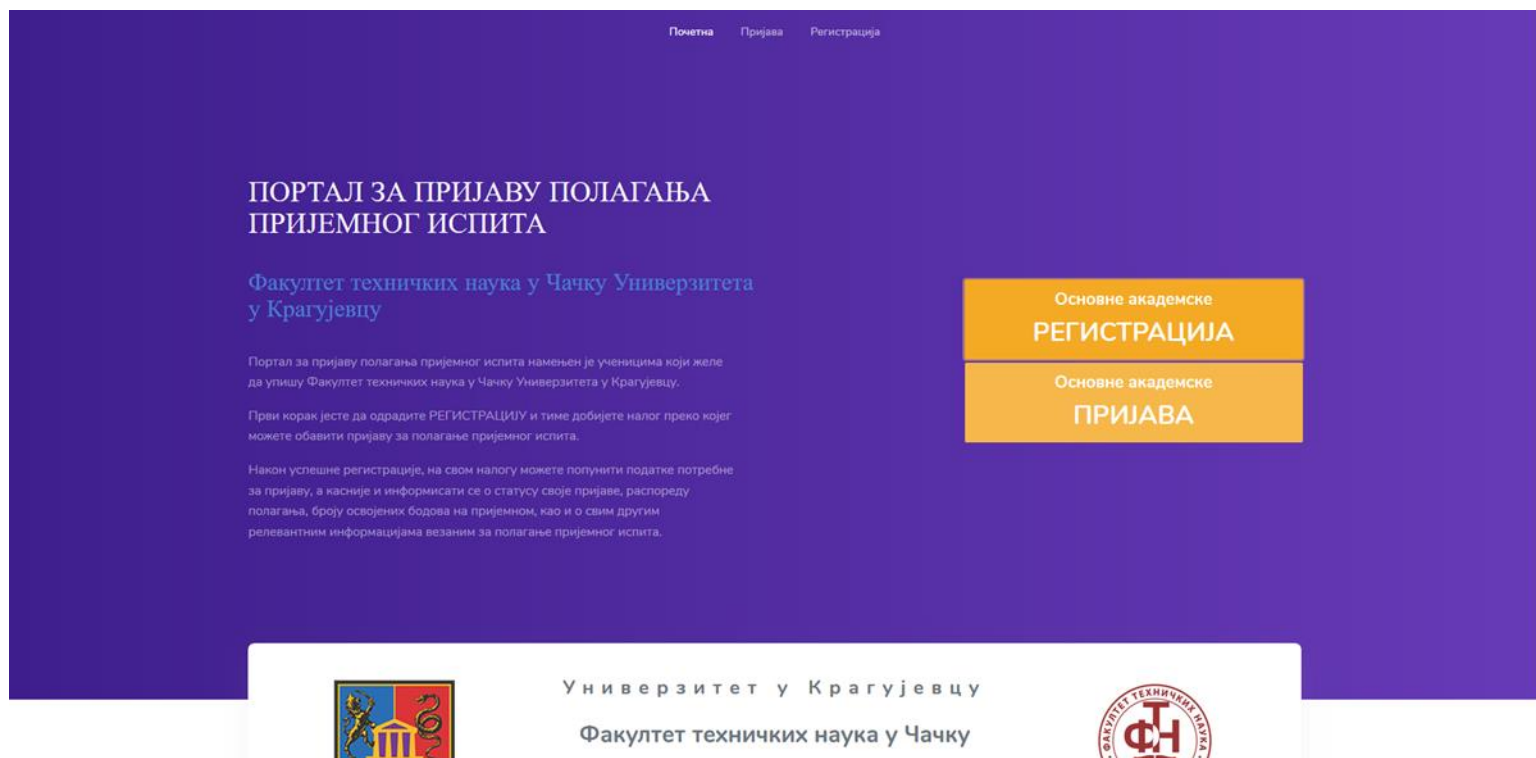 Почетна Пријава Регистрација
ПОРТАЛ ЗА ПРИЈАВУ ПОЛАГАЊА
ПРИЈЕМНОГ ИСПИТА
Факултет техничких наука у Чачку Универзитета
у Крагујевцу
Портал за пријаву полагања пријемног испита намењен је ученицима који желе
да упишу Факултет техничких наука у Чачку Универзитета у Крагујевцу.
Први корак јесте да одрадите РЕГИСТРАЦИЈУ и тиме добијете налог преко којег
можете обавити пријаву за полагање пријемног испита.
Након успешне регистрације, на свом налогу можете попунити податке потребне
за пријаву, а касније и информисати се о статусу своје пријаве, распореду
полагања, броју освојених бодова на пријемном, као и о свим другим
релевантним информацијама везаним за полагање пријемног испита.
Основне академске
РЕГИСТРАЦИЈА
Основне академске
ПРИЈАВА
Универзитет у Крагујевцу
Факултет техничких наука у Чачку
ФАКУЛТЕТ ТЕХНИЧКИХ НАУКА
ФТН